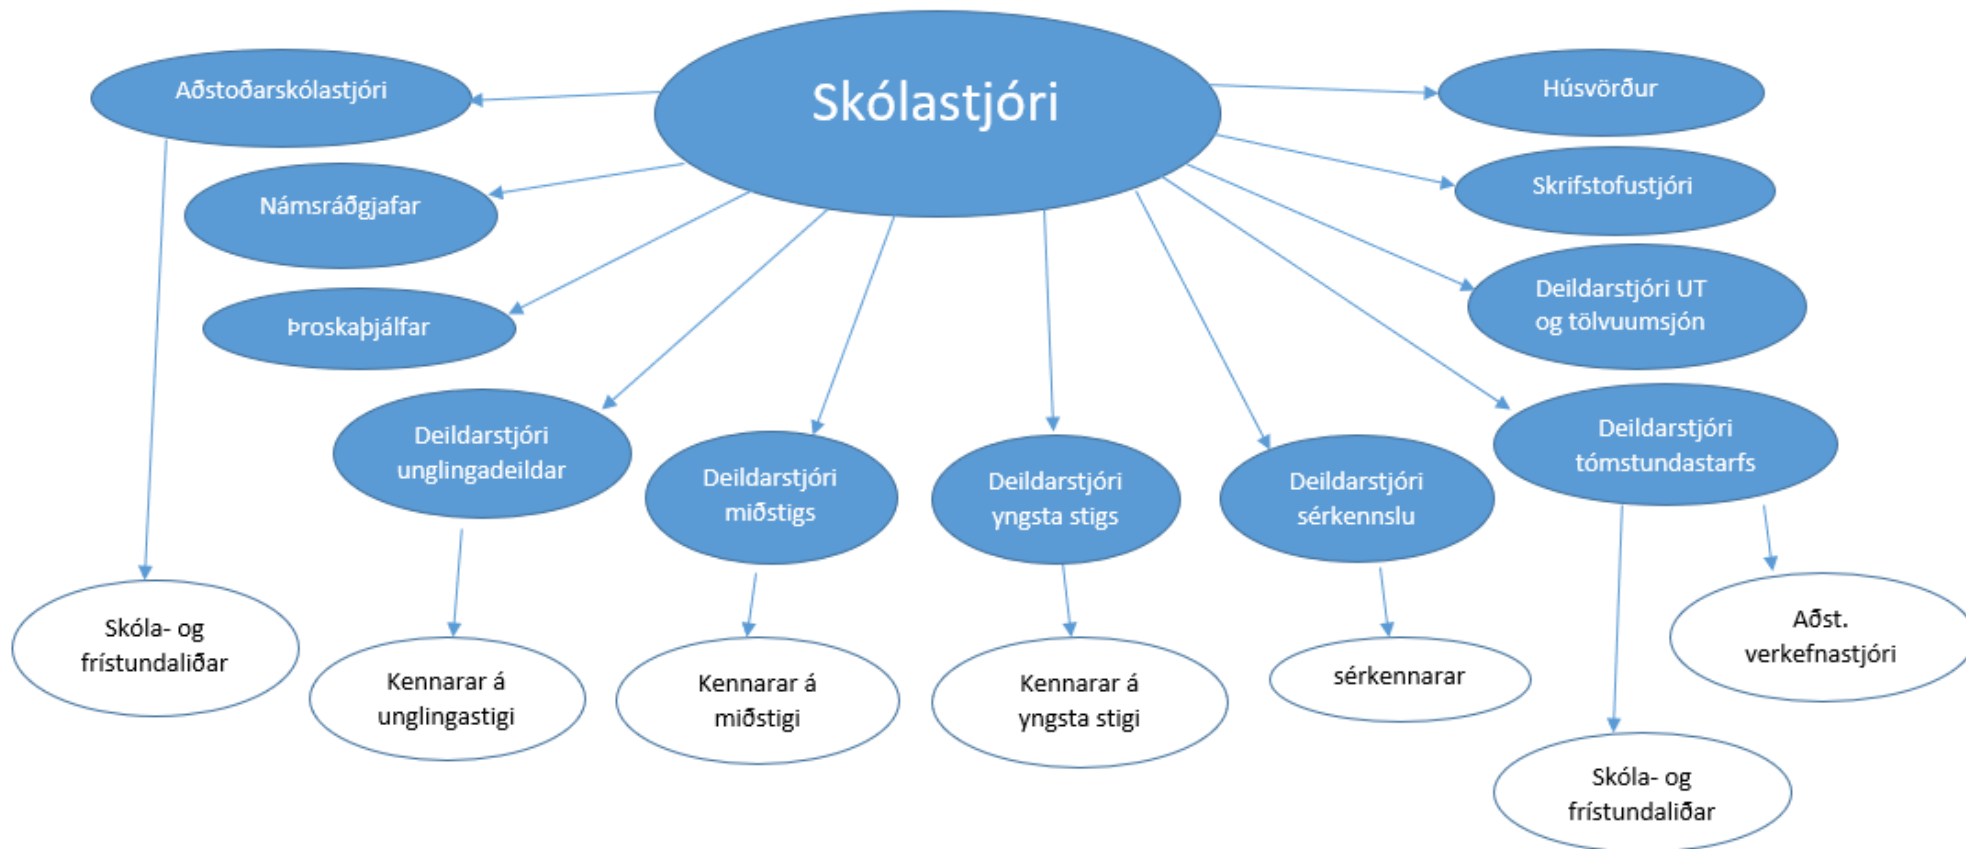 Skólastjóri
Aðstoðarskólastjóri
Húsvörður
Námsráðgjafar
Skrifstofustjóri
Þroskaþjálfar
Deildarstjóri UT
og tölvuumsjón
Deildarstjóri
unglingadeildar
Deildarstjóri
miðstigs
Deildarstjóri
yngsta stigs
Deildarstjóri
sérkennslu
Deildarstjóri
tómstundastarfs
Skóla- og
frístundaliðar
Kennarar á
unglingastigi
Kennarar á
miðstigi
Kennarar á
yngsta stigi
sérkennarar
Aðst.
verkefnastjóri
Skóla- og
frístundaliðar